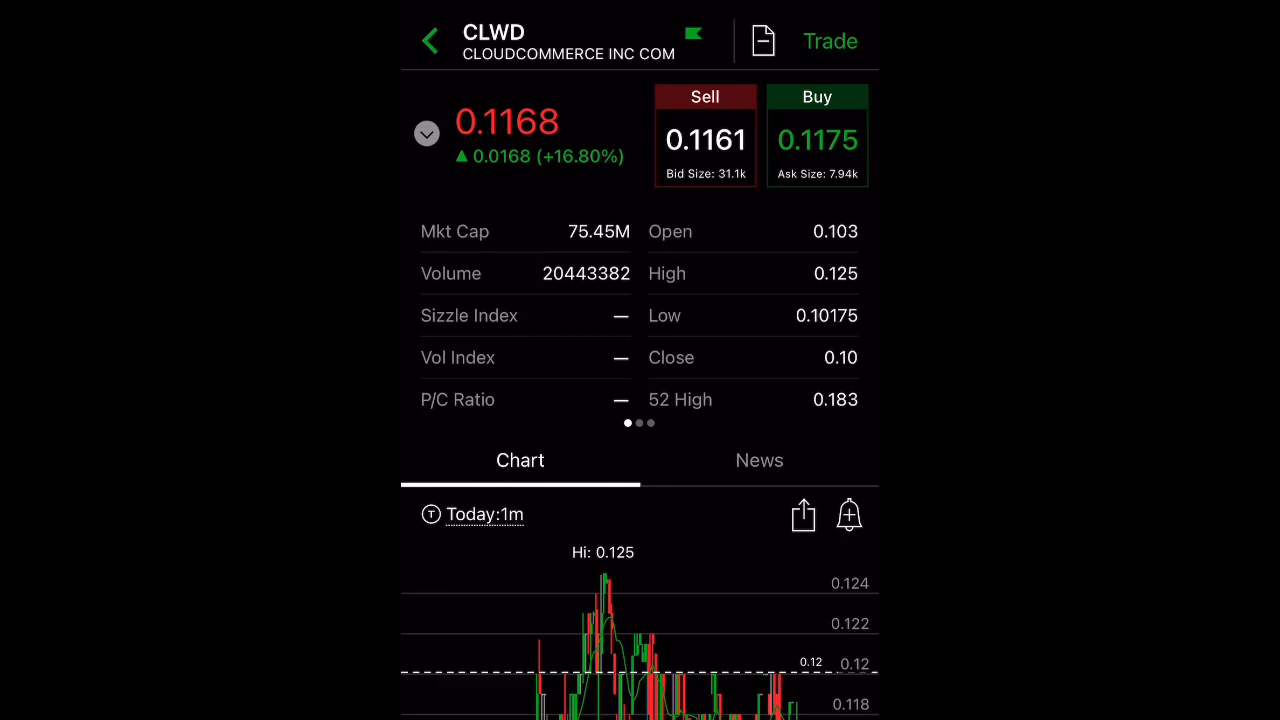 CLWD
CLOUDCOMMERCE INC COM
Trade
0.1168
0.0168 (+16.80%)
Sell
0.1161
Bid Size: 31.1k
Buy
0.1175
Ask Size: 7.94k
Mkt Cap 75.45M
Open 0.103
Volume 20443382
High 0.125
Sizzle Index —
Low 0.10175
Vol Index —
Close 0.10
P/C Ratio —
52 High 0.183
Chart
News
T Today:1m
Hi: 0.125
0.124
0.122
0.12 0.12
0.118